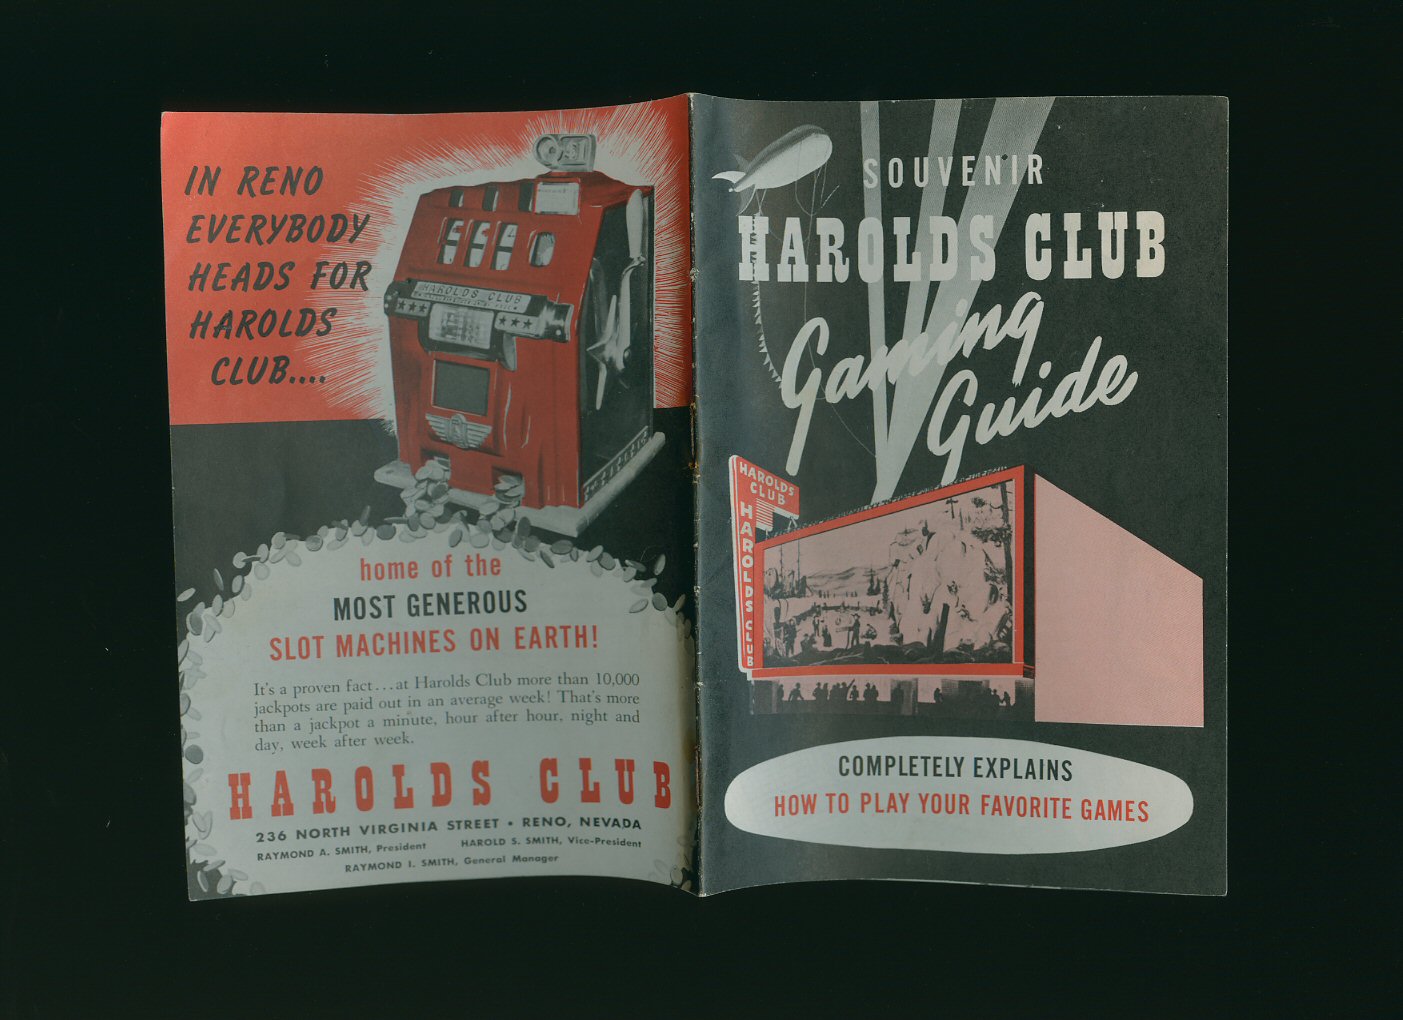 IN RENO
EVERYBODY
HEADS FOR
HAROLDS
CLUB....
HAROLDS CLUB
home of the
MOST GENEROUS
SLOT MACHINES ON EARTH!
It's a proven fact...at Harolds Club more than 10,000
jackpots are paid out in an average week! That's more
than a jackpot a minute, hour after hour, night and
day, week after week.
HAROLDS CLUB
236 NORTH VIRGINIA STREET • RENO, NEVADA
RAYMOND A. SMITH, President HAROLD S. SMITH, Vice-President
RAYMOND I. SMITH, General Manager
SOUVENIR
HAROLDS CLUB
Gaming
Guide
HAROLDS
CLUB
HAROLDS CLUB
COMPLETELY EXPLAINS
HOW TO PLAY YOUR FAVORITE GAMES